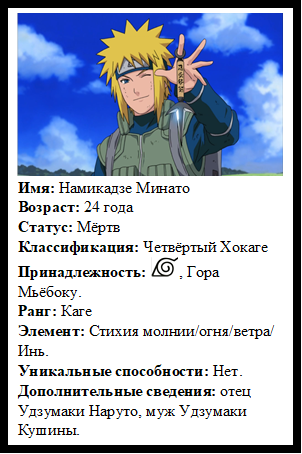 Имя: Намикадзе Минато
Возраст: 24 года
Статус: Мёртв
Классификация: Четвёртый Хокаге
Принадлежность: , Гора
Мьёбоку.
Ранг: Каге
Элемент: Стихия молнии/огня/ветра/
Инь.
Уникальные способности: Нет.
Дополнительные сведения: отец
Удзумаки Наруто, муж Удзумаки
Кушины.